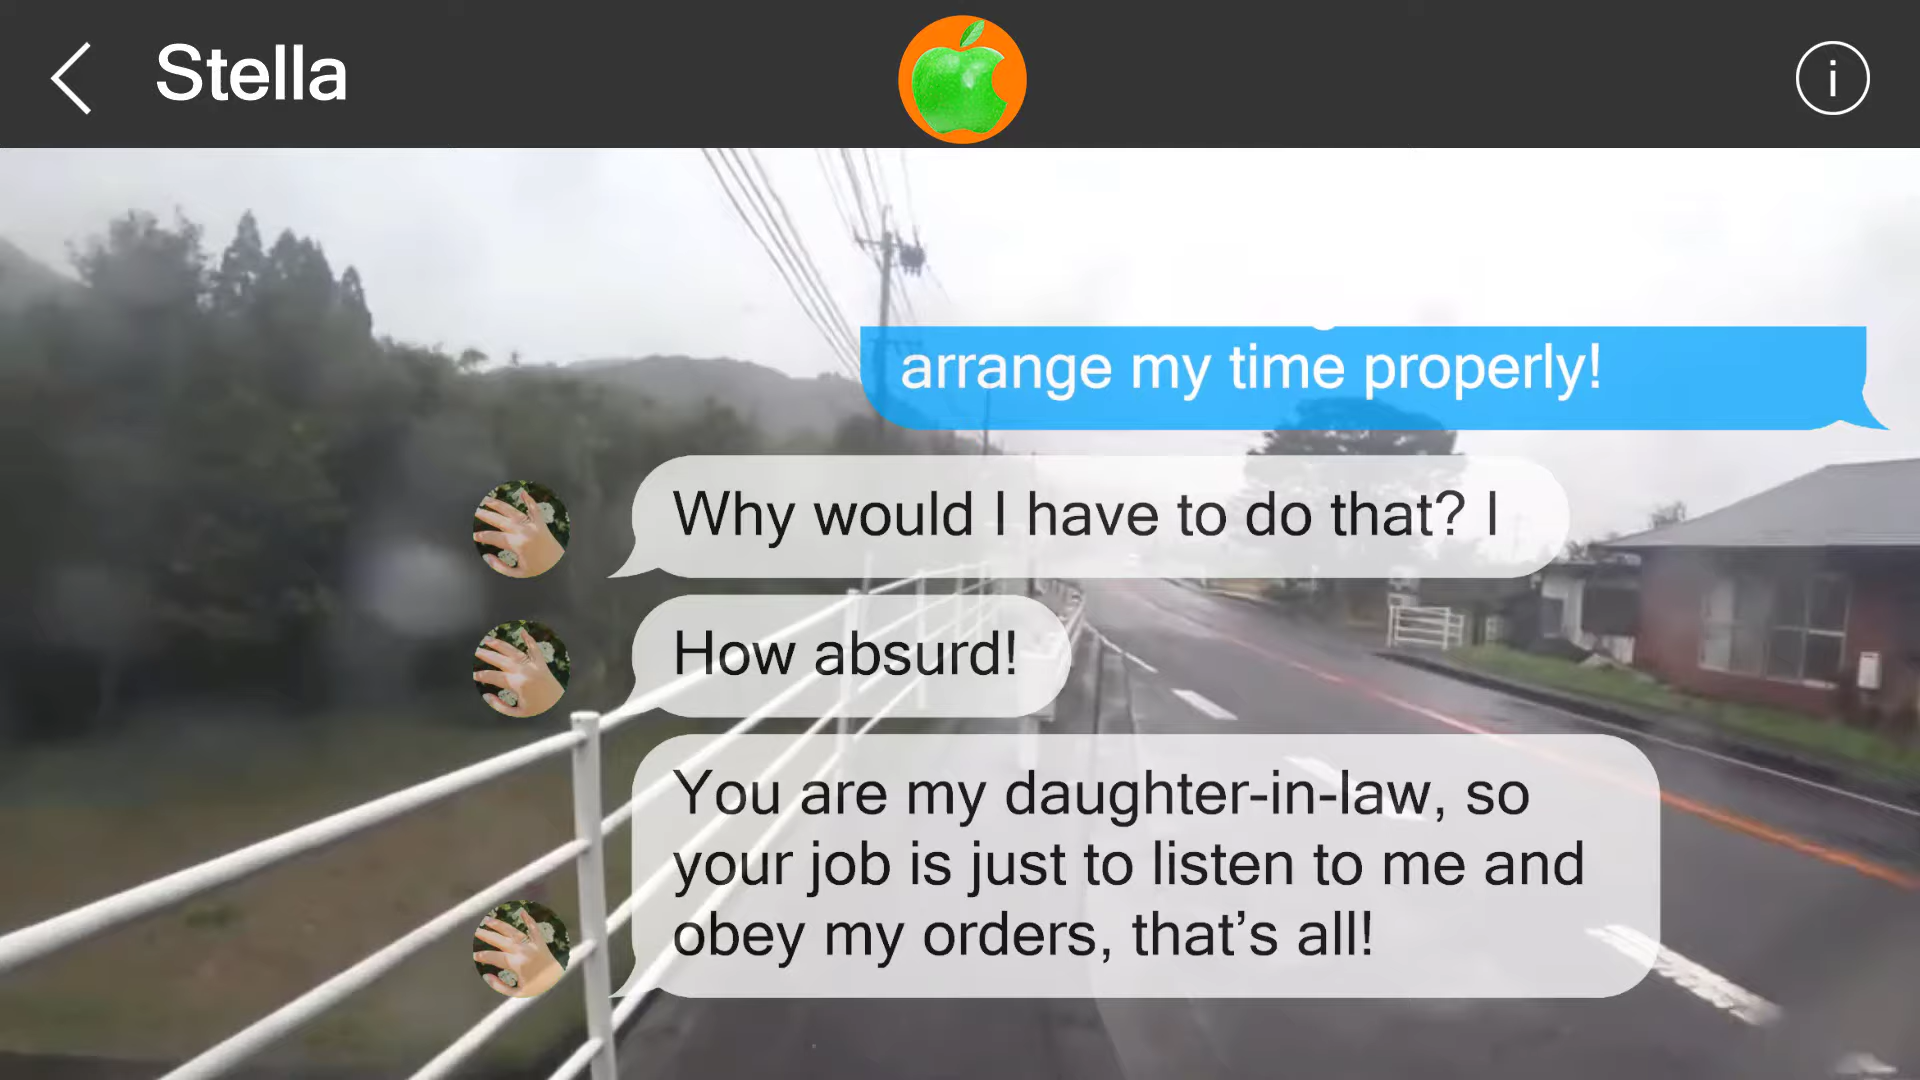 Stella
arrange my time properly!
Why would I have to do that? I
How absurd!
You are my daughter-in-law, so
your job is just to listen to me and
obey my orders, that’s all!